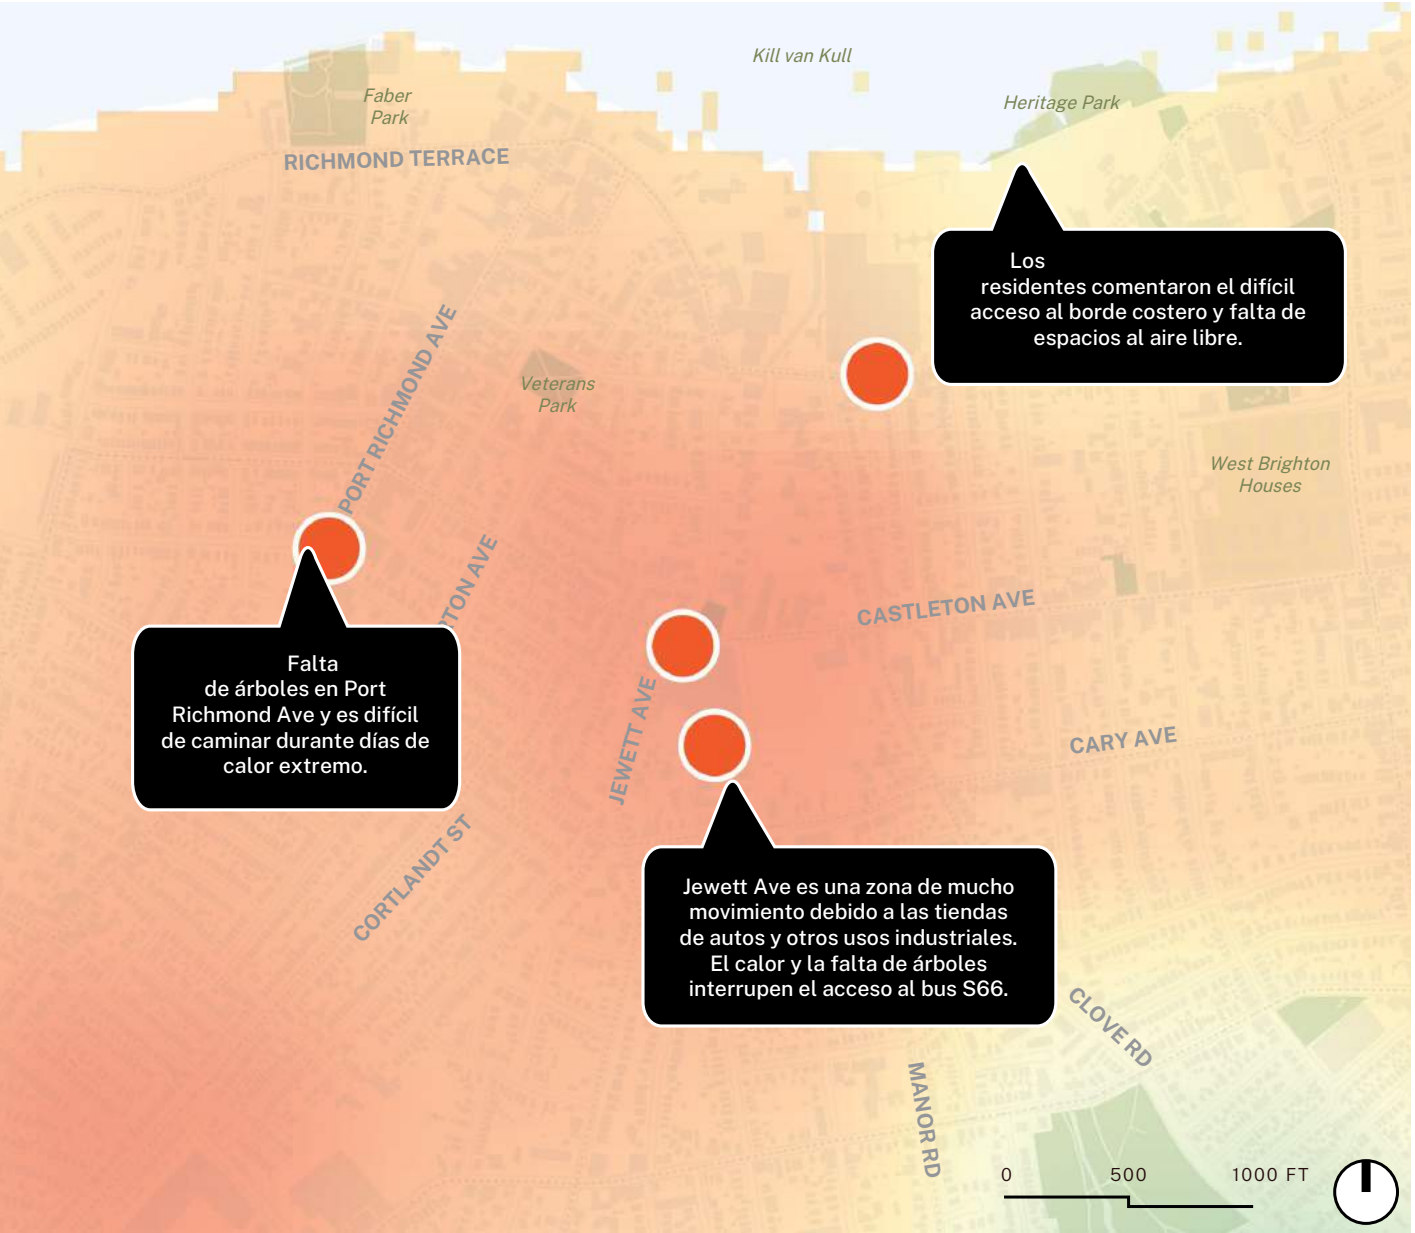 Kill van Kull
Faber
Park
Heritage Park
RICHMOND TERRACE
Los
residentes comentaron el difícil
acceso al borde costero y falta de
espacios al aire libre.
PORT RICHMOND AVE
Veterans
Park
West Brighton
Houses
RTON AVE
CASTLETON AVE
Falta
de árboles en Port
Richmond Ave y es difícil
de caminar durante días de
calor extremo.
JEWETT AVE
CARY AVE
CORTLANDT ST
Jewett Ave es una zona de mucho
movimiento debido a las tiendas
de autos y otros usos industriales.
El calor y la falta de árboles
interrupen el acceso al bus S66.
CLOVE RD
MANOR RD
0 500 1000 FT